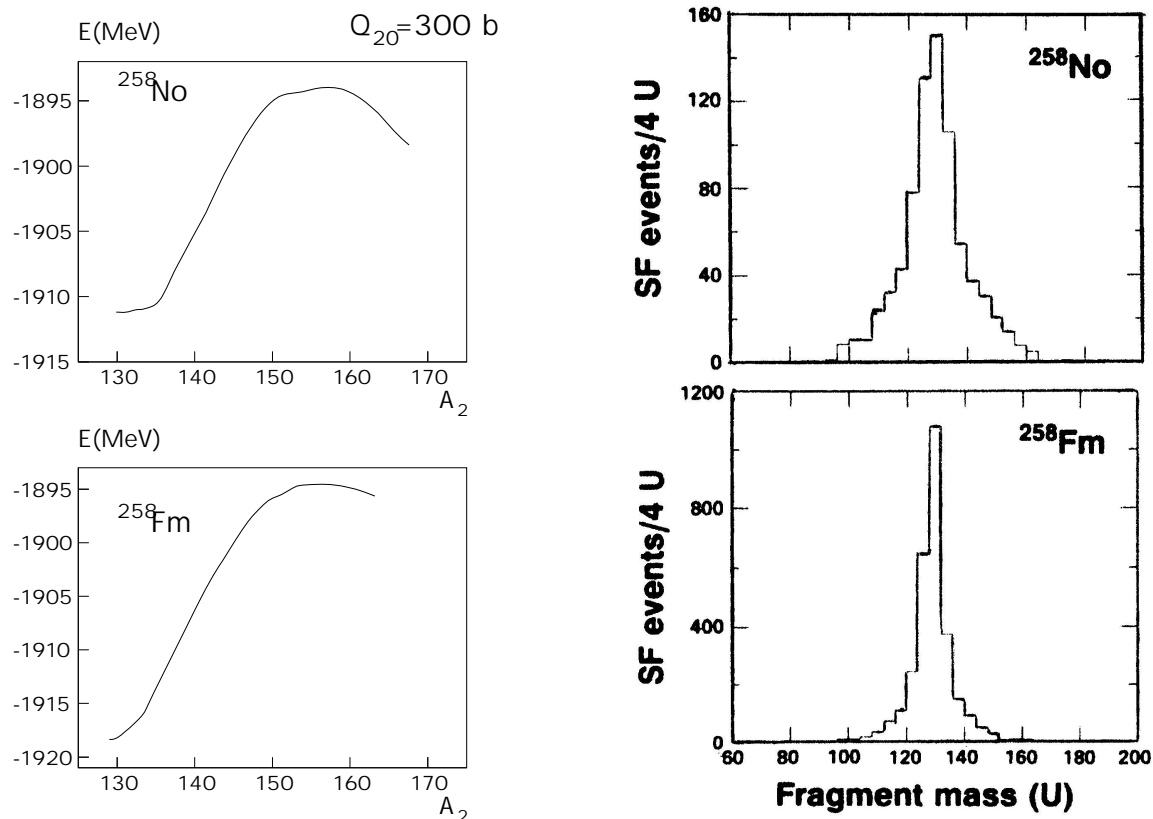 E(MeV)
Q20=300 b
258No
-1895
-1900
-1905
-1910
-1915
130 140 150 160 170
A2
E(MeV)
258Fm
-1895
-1900
-1905
-1910
-1915
-1920
130 140 150 160 170
A2
SF events/4 U
160
120
80
40
0
258No
SF events/4 U
1200
800
400
0
258Fm
60 80 100 120 140 160 180 200
Fragment mass (U)